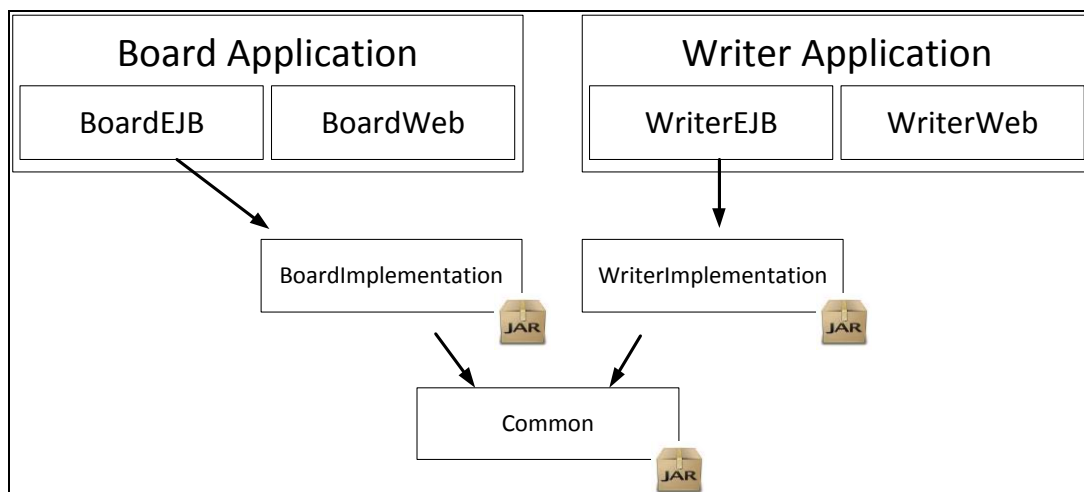 Board Application
Writer Application
BoardEJB
BoardWeb
WriterEJB
WriterWeb
BoardImplementation
WriterImplementation
JAR
JAR
Common
JAR